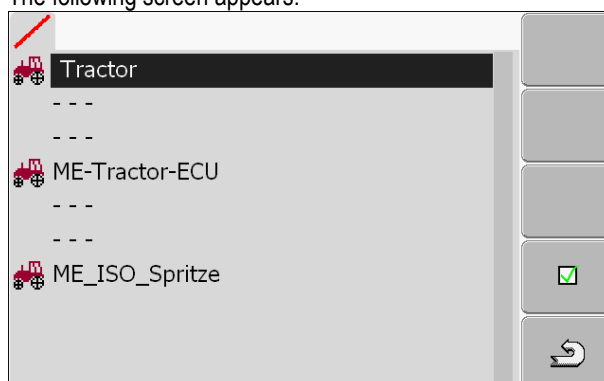 The following screen appears:
Tractor
- - -
- - -
ME-Tractor-ECU
- - -
- - -
ME_ISO_Spritze